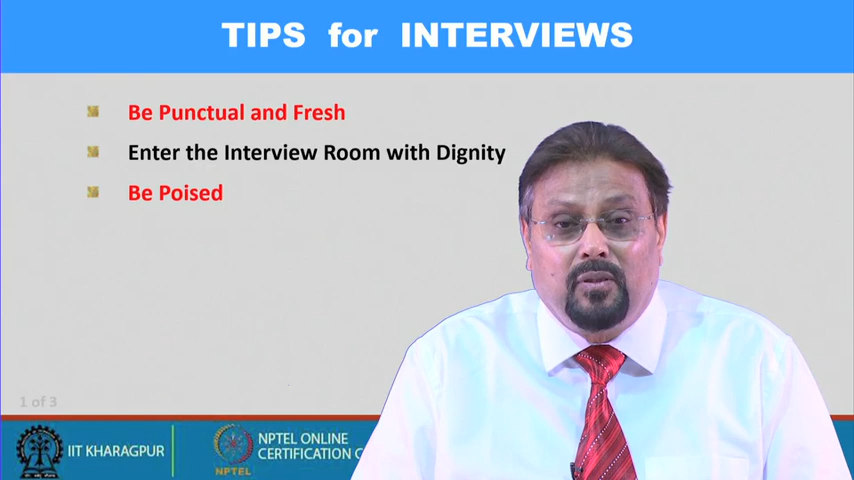 TIPS for INTERVIEWS
Be Punctual and Fresh
Enter the Interview Room with Dignity
Be Poised
1 of 3
IIT KHARAGPUR
NPTEL ONLINE
CERTIFICATION
NPTEL